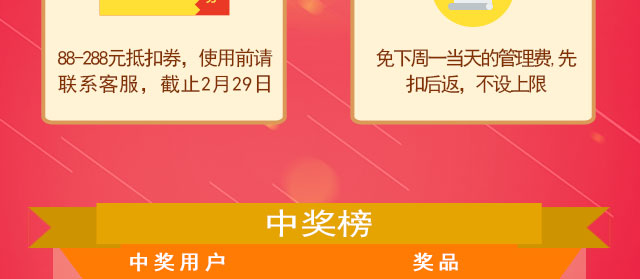 88-288元抵扣券，使用前请
联系客服，截止2月29日
免下周一当天的管理费,先
扣后返，不设上限
中奖榜
中奖用户
奖品